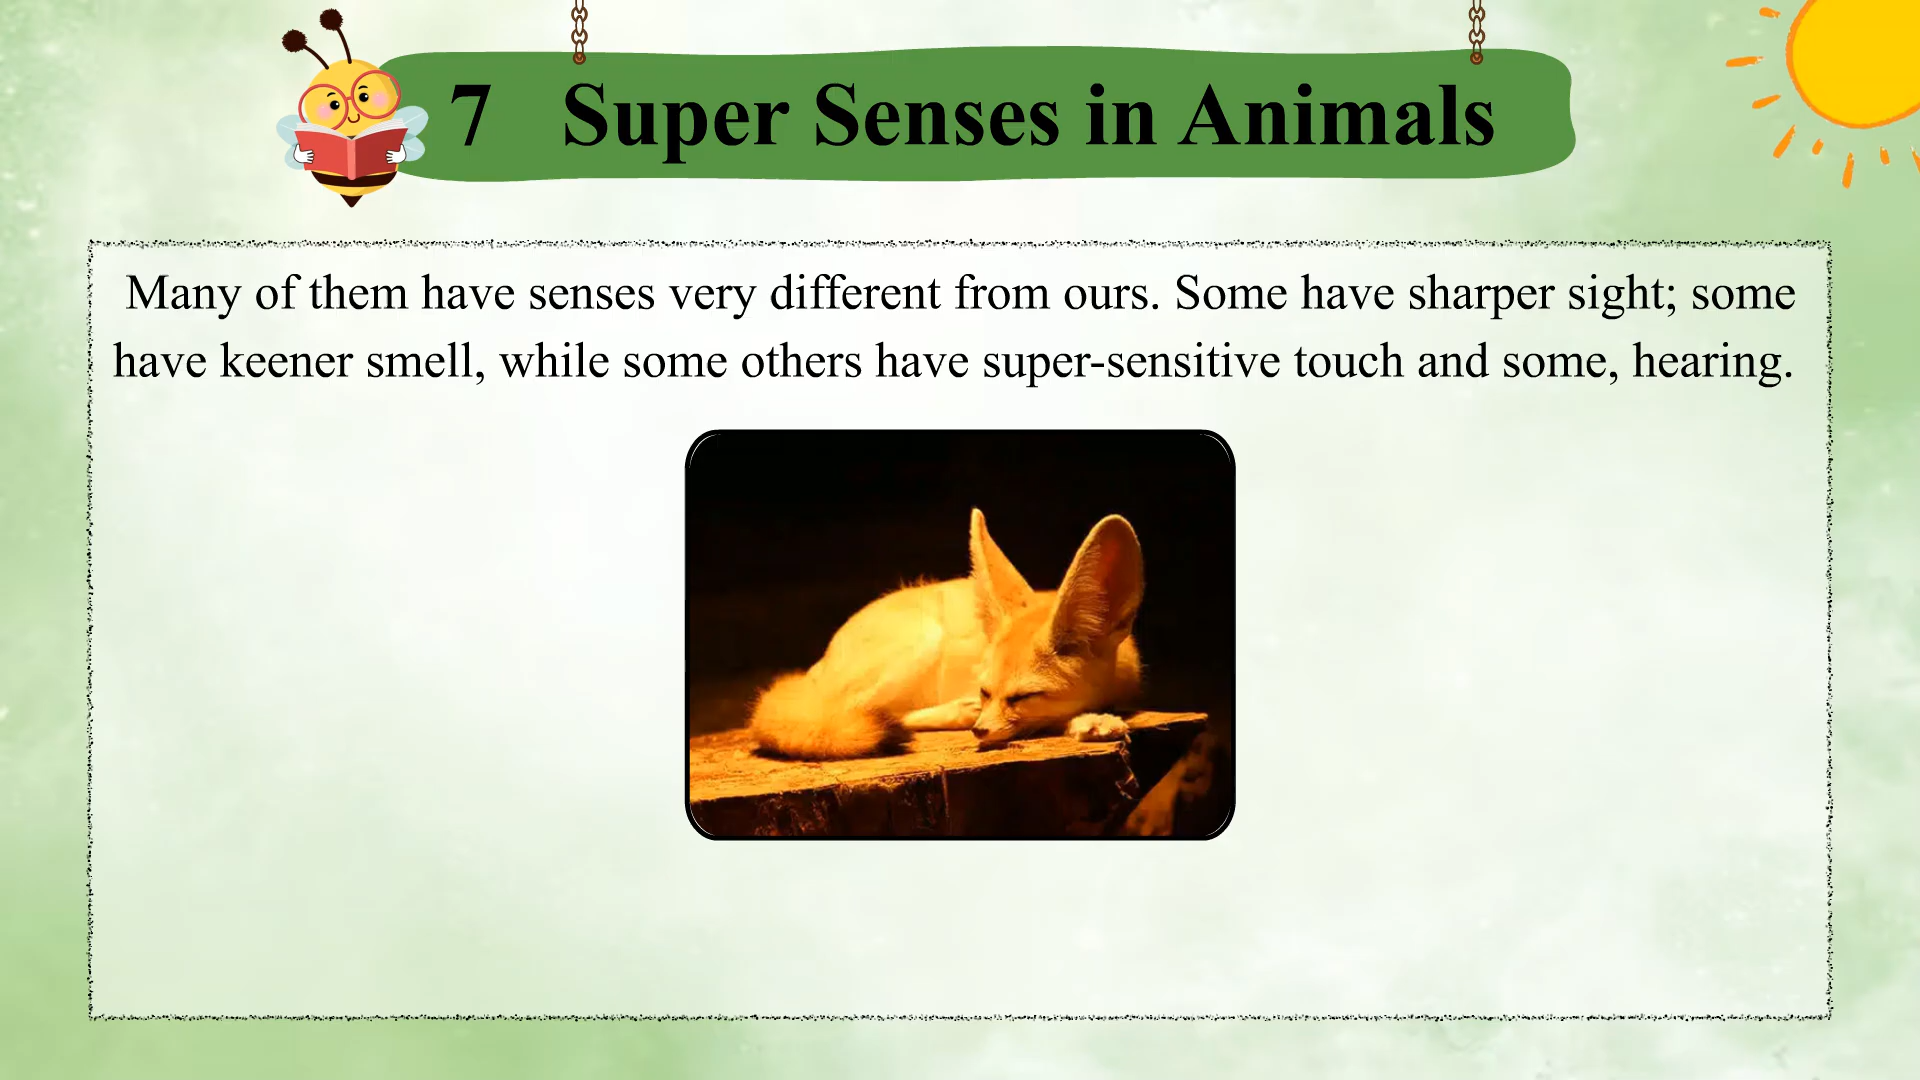 7 Super Senses in Animals
Many of them have senses very different from ours. Some have sharper sight; some
have keener smell, while some others have super-sensitive touch and some, hearing.